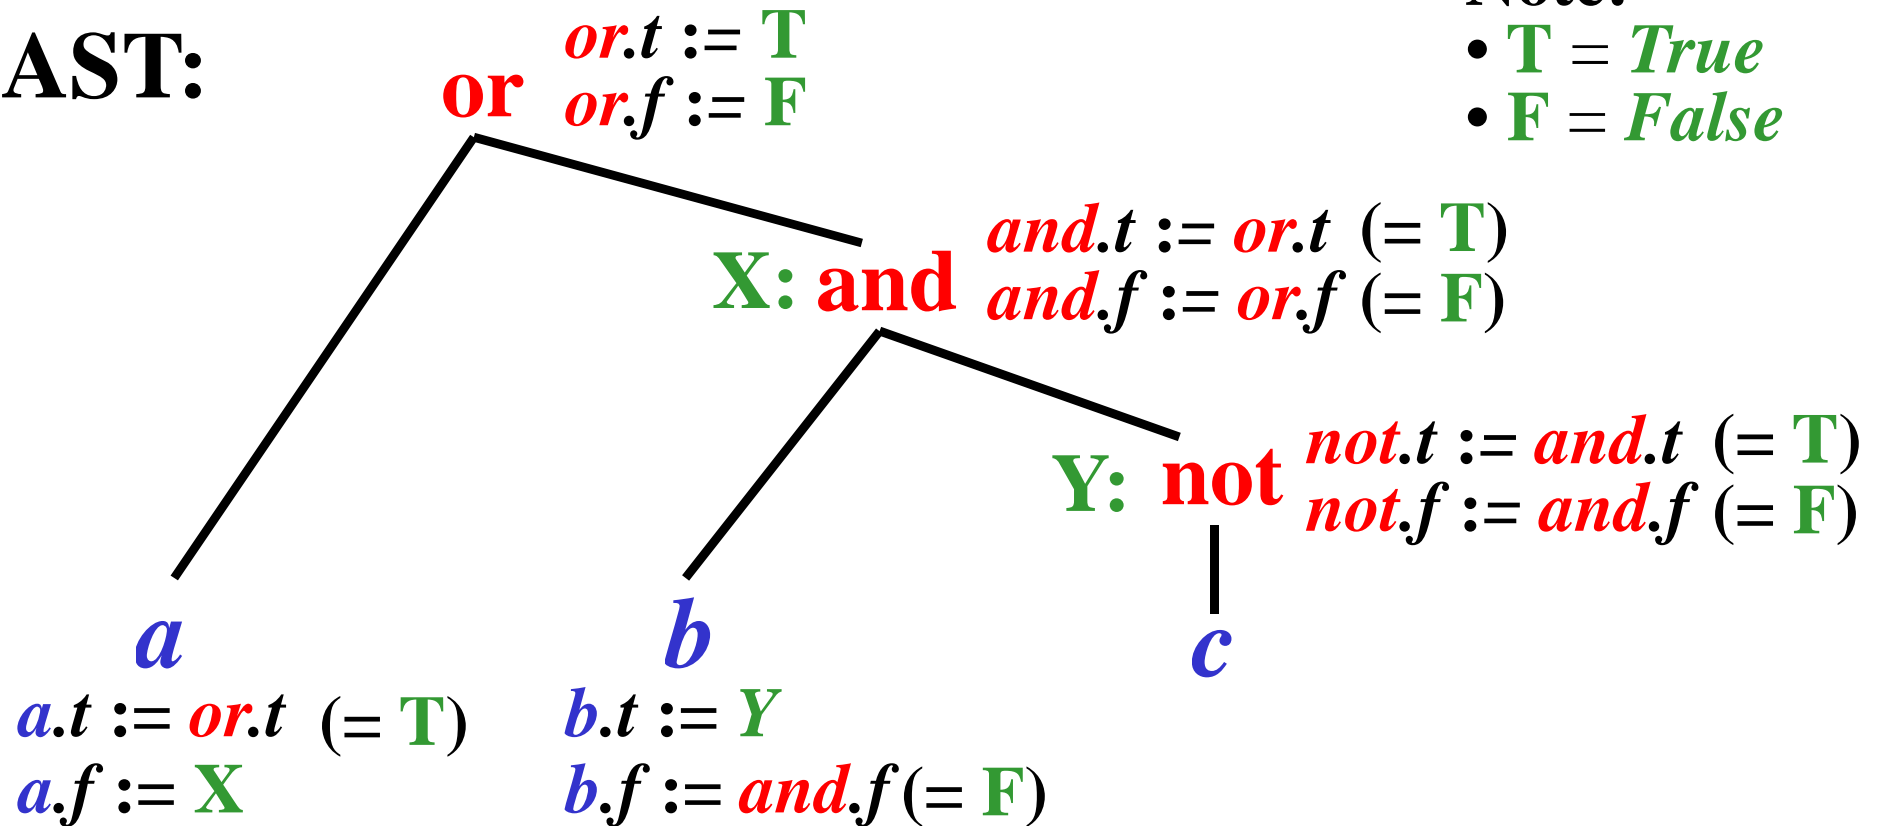 AST:
or
or.t := T
or.f := F
• T = True
• F = False
X: and
and.t := or.t (= T)
and.f := or.f (= F)
Y: not
not.t := and.t (= T)
not.f := and.f (= F)
a
b
c
a.t := or.t (= T)
a.f := X
b.t := Y
b.f := and.f (= F)